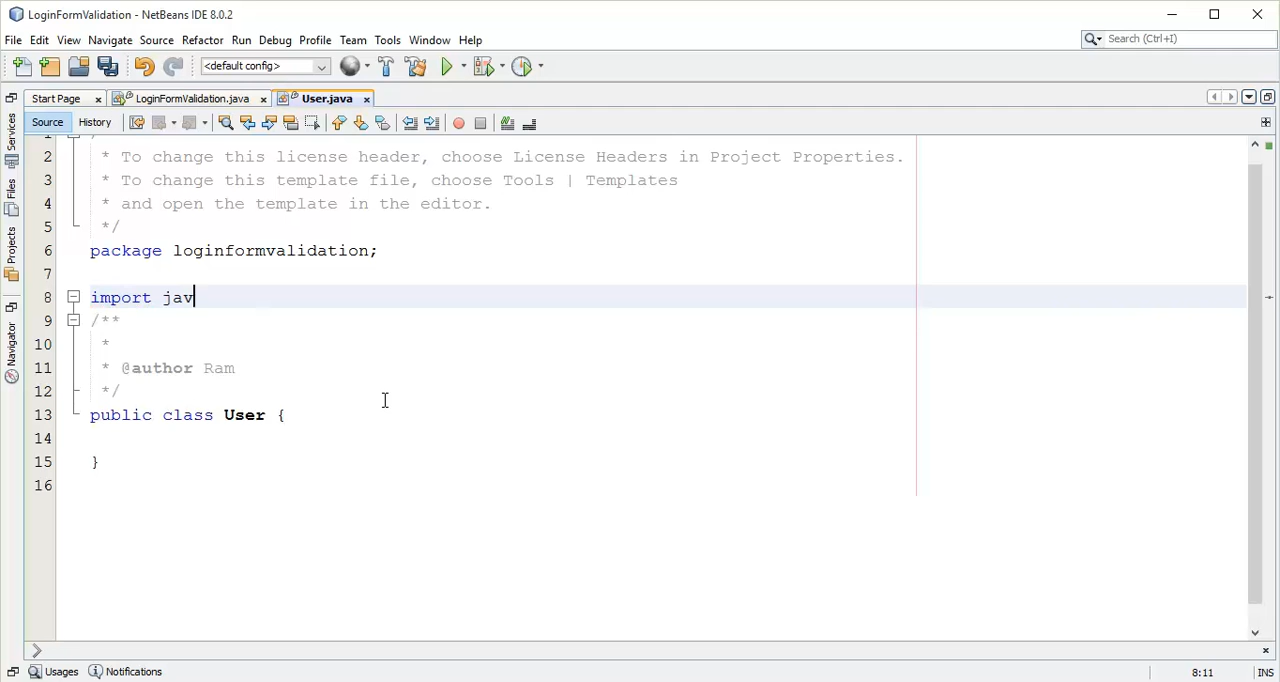 LoginFormValidation - NetBeans IDE 8.0.2
File Edit View Navigate Source Refactor Run Debug Profile Team Tools Window Help
Search (Ctrl+I)
<default config>
Start Page LoginFormValidation.java User.java
Source History
Services
Files
Projects
Navigator
2 * To change this license header, choose License Headers in Project Properties.
3 * To change this template file, choose Tools | Templates
4 * and open the template in the editor.
5 */
6 package loginformvalidation;
7
8 import jav
9 /**
10 *
11 * @author Ram
12 */
13 public class User {
14
15 }
16
Usages Notifications
8:11 INS